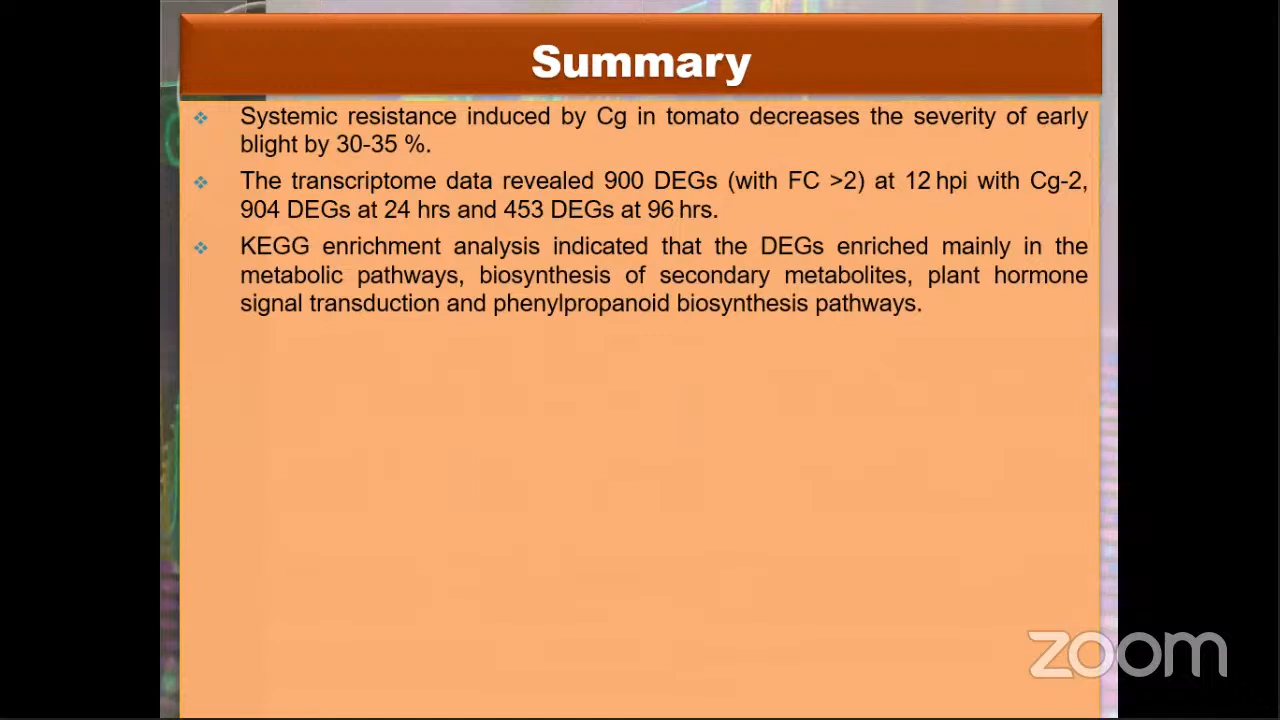 Summary
Systemic resistance induced by Cg in tomato decreases the severity of early
blight by 30-35 %.
The transcriptome data revealed 900 DEGs (with FC >2) at 12 hpi with Cg-2,
904 DEGs at 24 hrs and 453 DEGs at 96 hrs.
KEGG enrichment analysis indicated that the DEGs enriched mainly in the
metabolic pathways, biosynthesis of secondary metabolites, plant hormone
signal transduction and phenylpropanoid biosynthesis pathways.
zoom